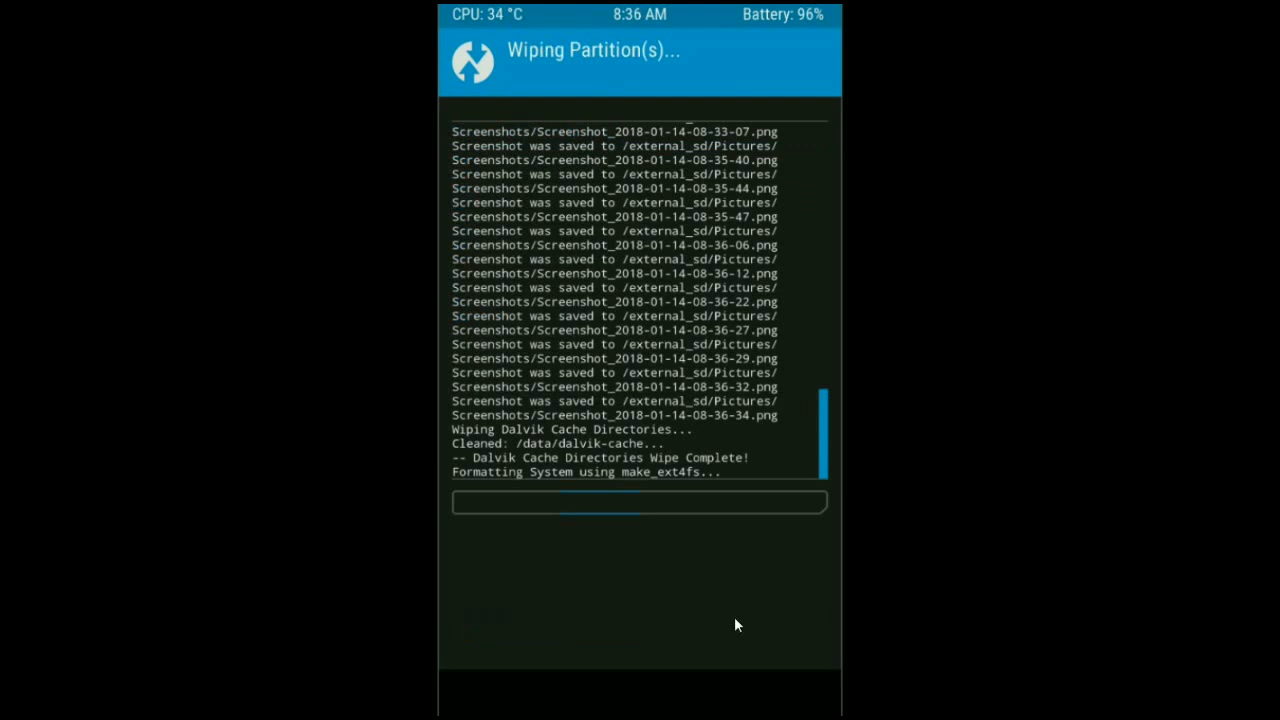 CPU: 34 °C 8:36 AM Battery: 96%
Wiping Partition(s)...
Screenshots/Screenshot_2018-01-14-08-33-07.png
Screenshot was saved to /external_sd/Pictures/
Screenshots/Screenshot_2018-01-14-08-35-40.png
Screenshot was saved to /external_sd/Pictures/
Screenshots/Screenshot_2018-01-14-08-35-44.png
Screenshot was saved to /external_sd/Pictures/
Screenshots/Screenshot_2018-01-14-08-35-47.png
Screenshot was saved to /external_sd/Pictures/
Screenshots/Screenshot_2018-01-14-08-36-06.png
Screenshot was saved to /external_sd/Pictures/
Screenshots/Screenshot_2018-01-14-08-36-12.png
Screenshot was saved to /external_sd/Pictures/
Screenshots/Screenshot_2018-01-14-08-36-22.png
Screenshot was saved to /external_sd/Pictures/
Screenshots/Screenshot_2018-01-14-08-36-27.png
Screenshot was saved to /external_sd/Pictures/
Screenshots/Screenshot_2018-01-14-08-36-29.png
Screenshot was saved to /external_sd/Pictures/
Screenshots/Screenshot_2018-01-14-08-36-32.png
Screenshot was saved to /external_sd/Pictures/
Screenshots/Screenshot_2018-01-14-08-36-34.png
Wiping Dalvik Cache Directories...
Cleaned: /data/dalvik-cache...
-- Dalvik Cache Directories Wipe Complete!
Formatting System using make_ext4fs...